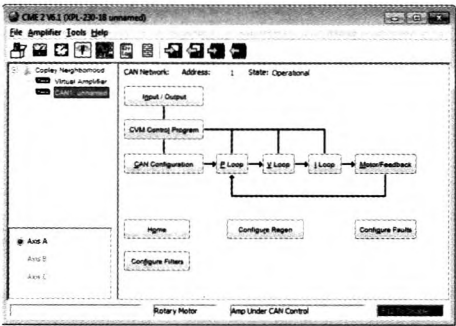 CME 2 V6.1 (XPL-230-18 unnamed)
File Amplifier Tools Help
Copley Neighborhood
Virtual Amplifier
CAN1: unnamed
CAN Network: Address: 1 State: Operational
Input / Output
CVM Control Program
CAN Configuration
P Loop
V Loop
I Loop
Motor/Feedback
Home
Configure Regen
Configure Faults
Configure Filters
Axis A
Axis B
Axis C
Rotary Motor
Amp Under CAN Control